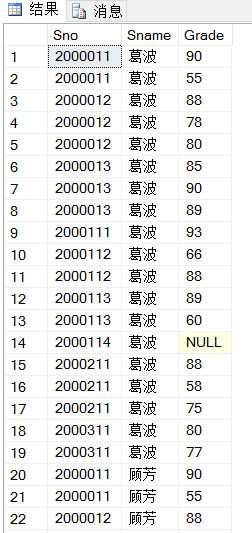 结果 消息
Sno Sname Grade
1 2000011 葛波 90
2 2000011 葛波 55
3 2000012 葛波 88
4 2000012 葛波 78
5 2000012 葛波 80
6 2000013 葛波 85
7 2000013 葛波 90
8 2000013 葛波 89
9 2000111 葛波 93
10 2000112 葛波 66
11 2000112 葛波 88
12 2000113 葛波 89
13 2000113 葛波 60
14 2000114 葛波 NULL
15 2000211 葛波 88
16 2000211 葛波 58
17 2000211 葛波 75
18 2000311 葛波 80
19 2000311 葛波 77
20 2000011 顾芳 90
21 2000011 顾芳 55
22 2000012 顾芳 88